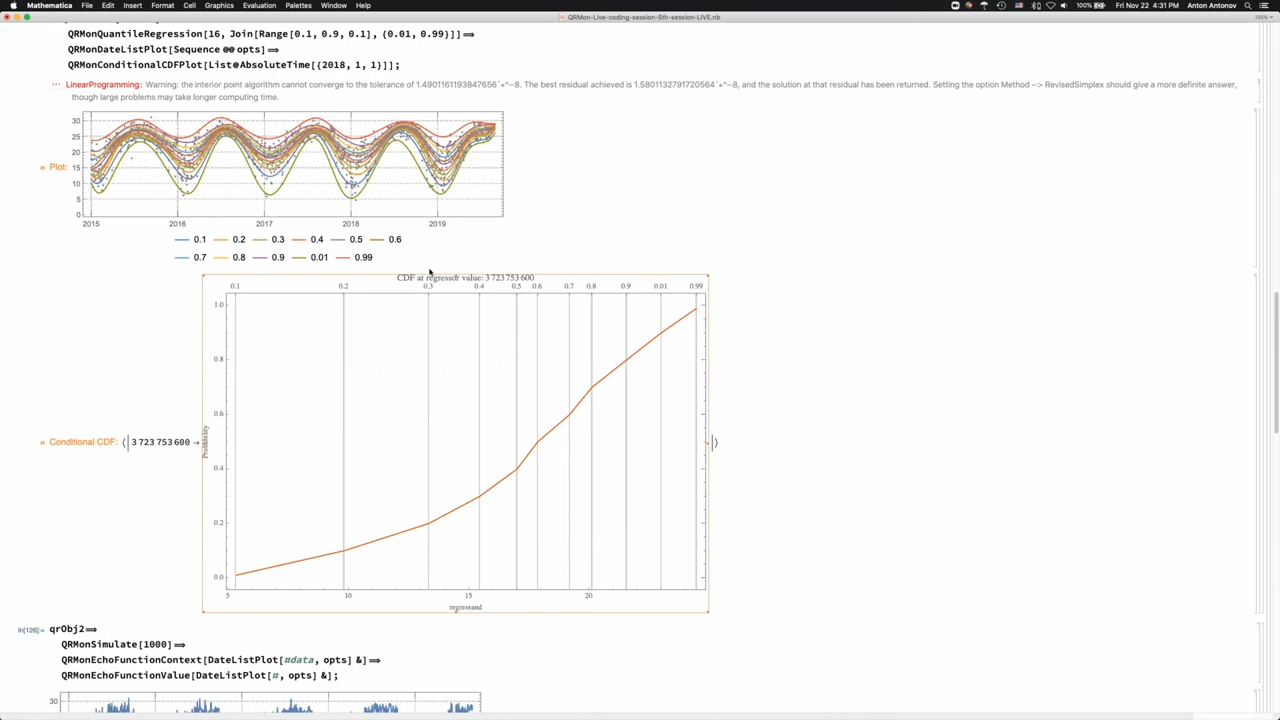 Mathematica File Edit Insert Format Cell Graphics Evaluation Palettes Window Help 100% Fri Nov 22 4:31 PM Anton Antonov
QRMon-Live-coding-session-5th-session-LIVE.nb
QRMonQuantileRegression[16, Join[Range[0.1, 0.9, 0.1], {0.01, 0.99}]]⟹
QRMonDateListPlot[Sequence @@ opts]⟹
QRMonConditionalCDFPlot[List@AbsoluteTime[{2018, 1, 1}]];
··· LinearProgramming: Warning: the interior point algorithm cannot converge to the tolerance of 1.4901161193847656`*^-8. The best residual achieved is 1.5801132791720564`*^-8, and the solution at that residual has been returned. Setting the option Method -> RevisedSimplex should give a more definite answer,
though large problems may take longer computing time.
30
25
20
15
10
5
0
» Plot:
2015 2016 2017 2018 2019
0.1 0.2 0.3 0.4 0.5 0.6
0.7 0.8 0.9 0.01 0.99
CDF at regressor value: 3 723 753 600
0.1 0.2 0.3 0.4 0.5 0.6 0.7 0.8 0.9 0.01 0.99
1.0
0.8
0.6
0.4
0.2
0.0
Probability
» Conditional CDF: ⟨| 3 723 753 600 → |⟩
5 10 15 20
regressand
In[126]:= qrObj2⟹
QRMonSimulate[1000]⟹
QRMonEchoFunctionContext[DateListPlot[#data, opts] &]⟹
QRMonEchoFunctionValue[DateListPlot[#, opts] &];
30